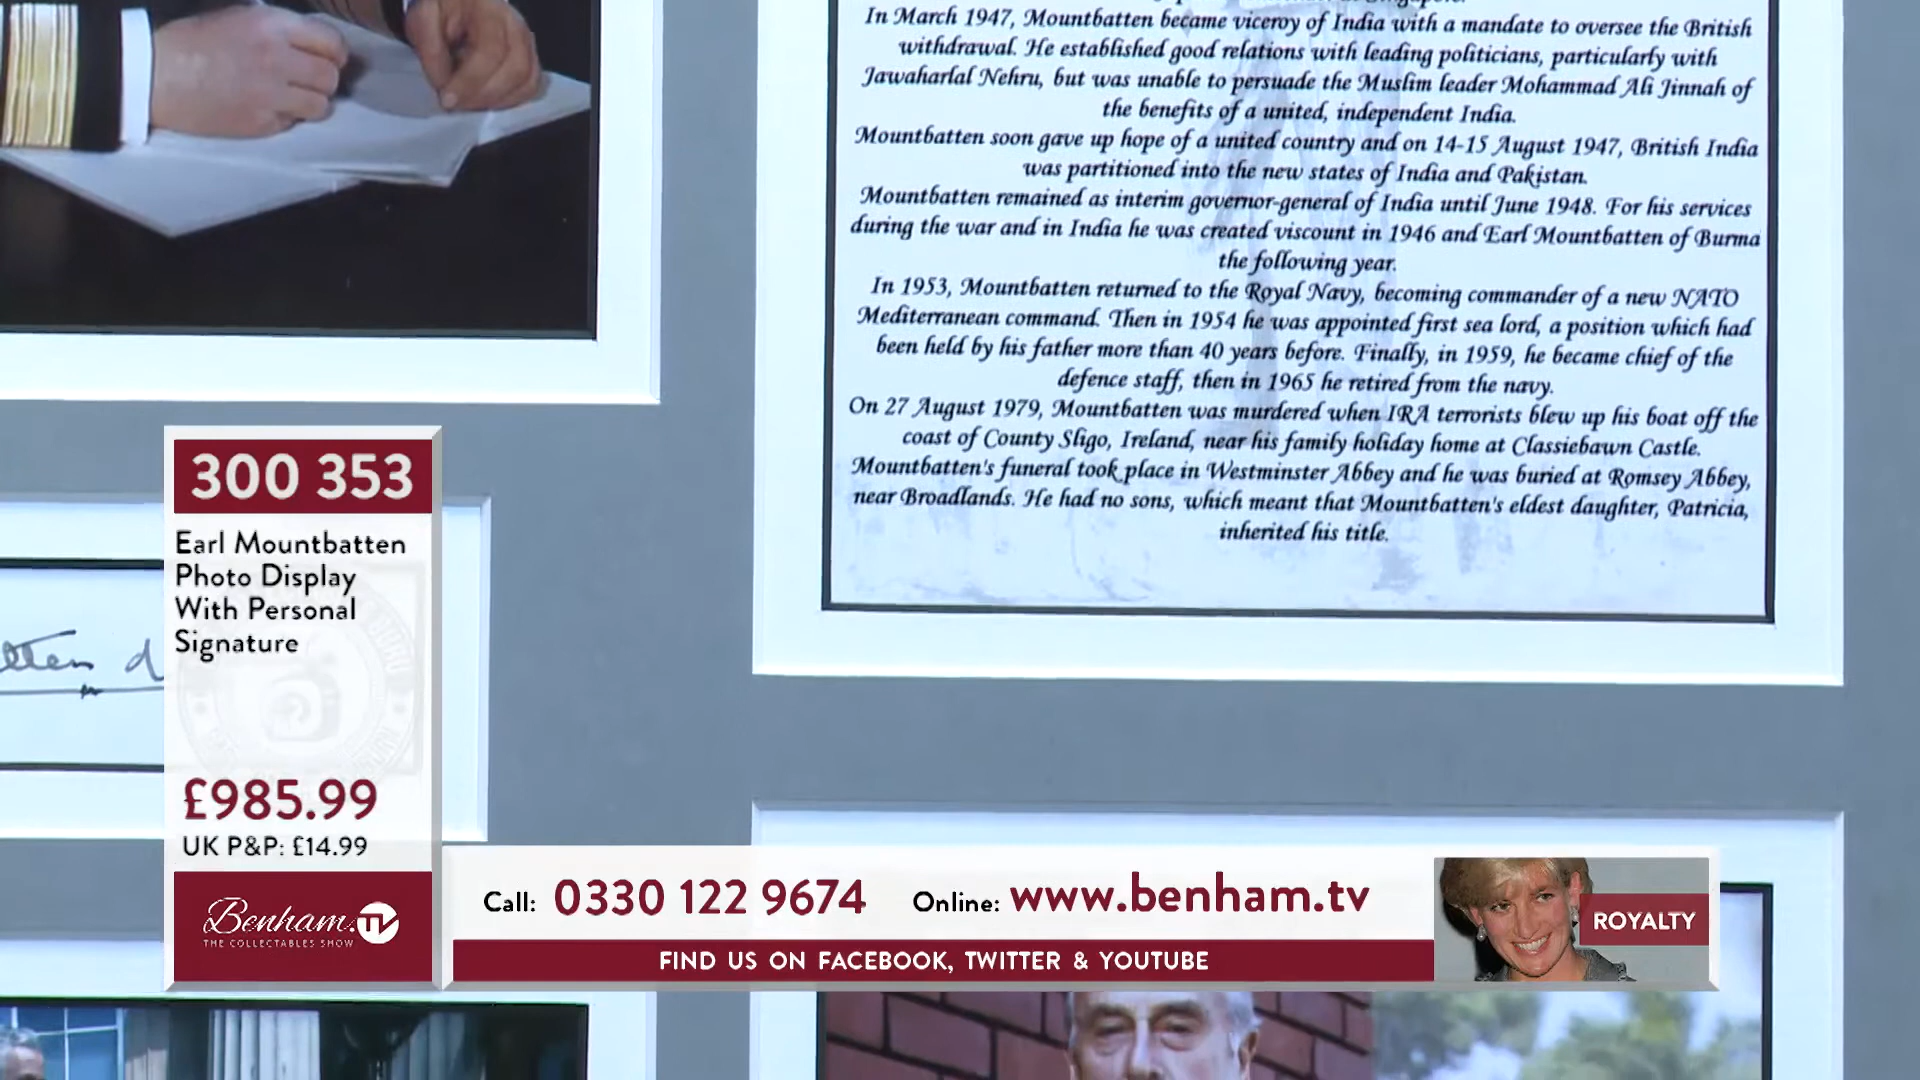 In March 1947, Mountbatten became viceroy of India with a mandate to oversee the British
withdrawal. He established good relations with leading politicians, particularly with
Jawaharlal Nehru, but was unable to persuade the Muslim leader Mohammad Ali Jinnah of
the benefits of a united, independent India.
Mountbatten soon gave up hope of a united country and on 14-15 August 1947, British India
was partitioned into the new states of India and Pakistan.
Mountbatten remained as interim governor-general of India until June 1948. For his services
during the war and in India he was created viscount in 1946 and Earl Mountbatten of Burma
the following year.
In 1953, Mountbatten returned to the Royal Navy, becoming commander of a new NATO
Mediterranean command. Then in 1954 he was appointed first sea lord, a position which had
been held by his father more than 40 years before. Finally, in 1959, he became chief of the
defence staff, then in 1965 he retired from the navy.
On 27 August 1979, Mountbatten was murdered when IRA terrorists blew up his boat off the
coast of County Sligo, Ireland, near his family holiday home at Classiebawn Castle.
Mountbatten's funeral took place in Westminster Abbey and he was buried at Romsey Abbey,
near Broadlands. He had no sons, which meant that Mountbatten's eldest daughter, Patricia,
inherited his title.
300 353
Earl Mountbatten
Photo Display
With Personal
Signature
£985.99
UK P&P: £14.99
Benham.TV
THE COLLECTABLES SHOW
Call: 0330 122 9674 Online: www.benham.tv
FIND US ON FACEBOOK, TWITTER & YOUTUBE
ROYALTY